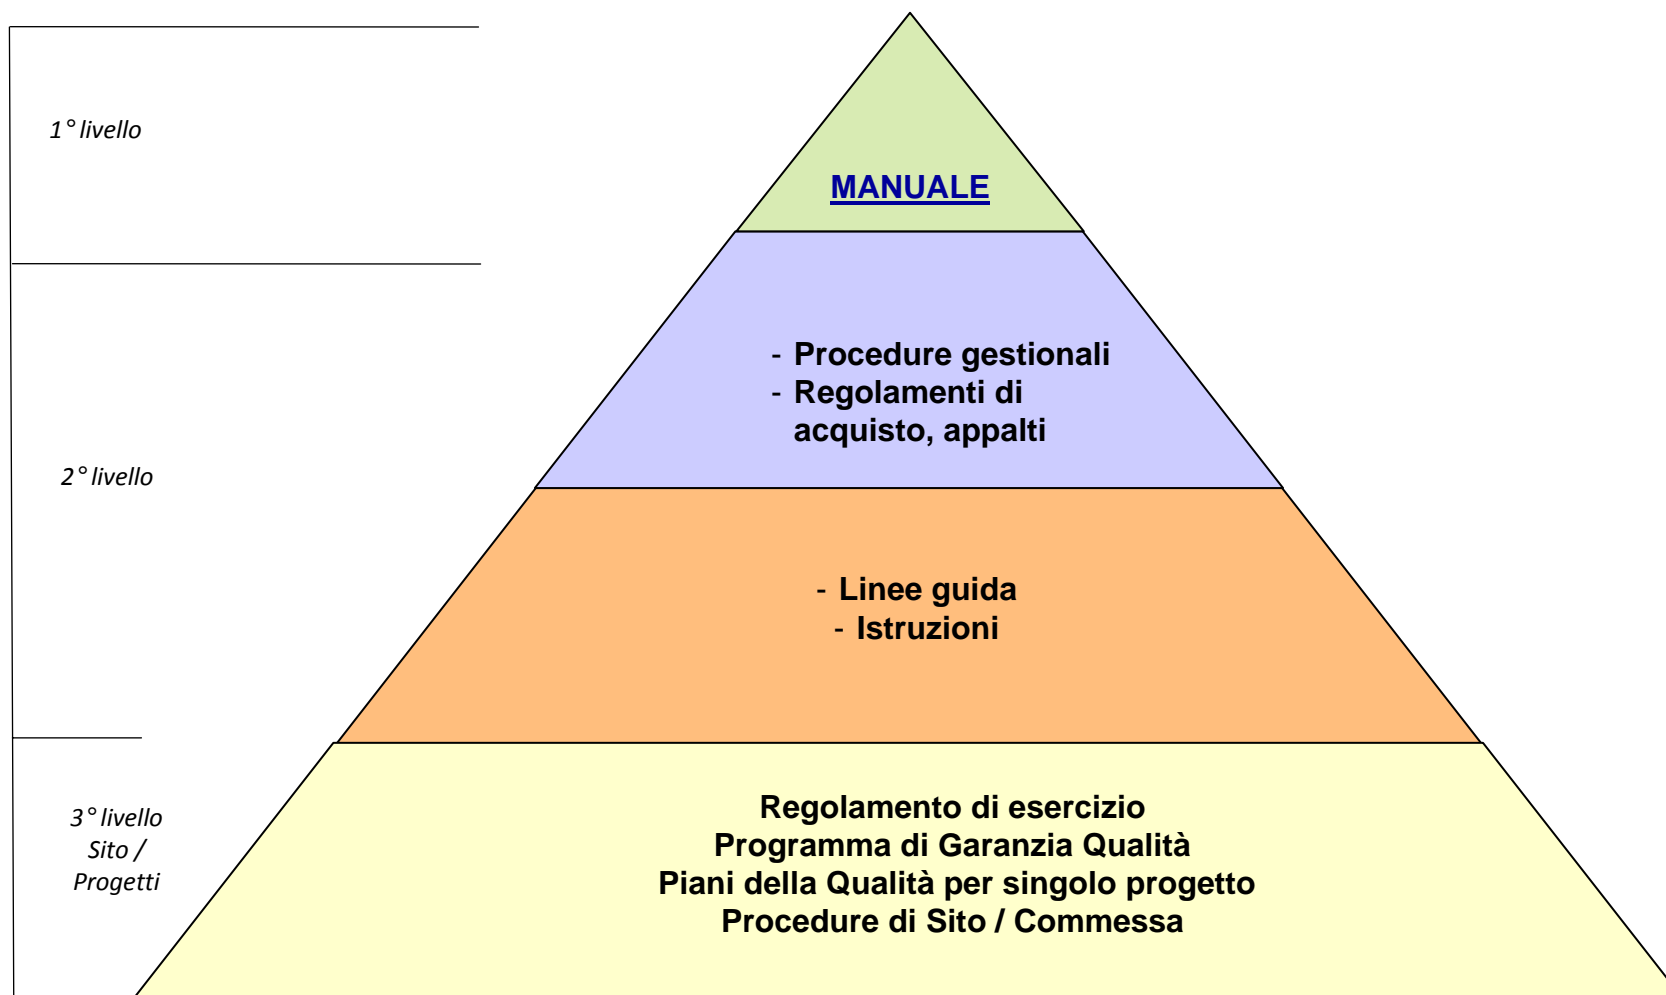 1° livello
MANUALE
- Procedure gestionali
- Regolamenti di
acquisto, appalti
2° livello
- Linee guida
- Istruzioni
3° livello
Sito /
Progetti
Regolamento di esercizio
Programma di Garanzia Qualità
Piani della Qualità per singolo progetto
Procedure di Sito / Commessa